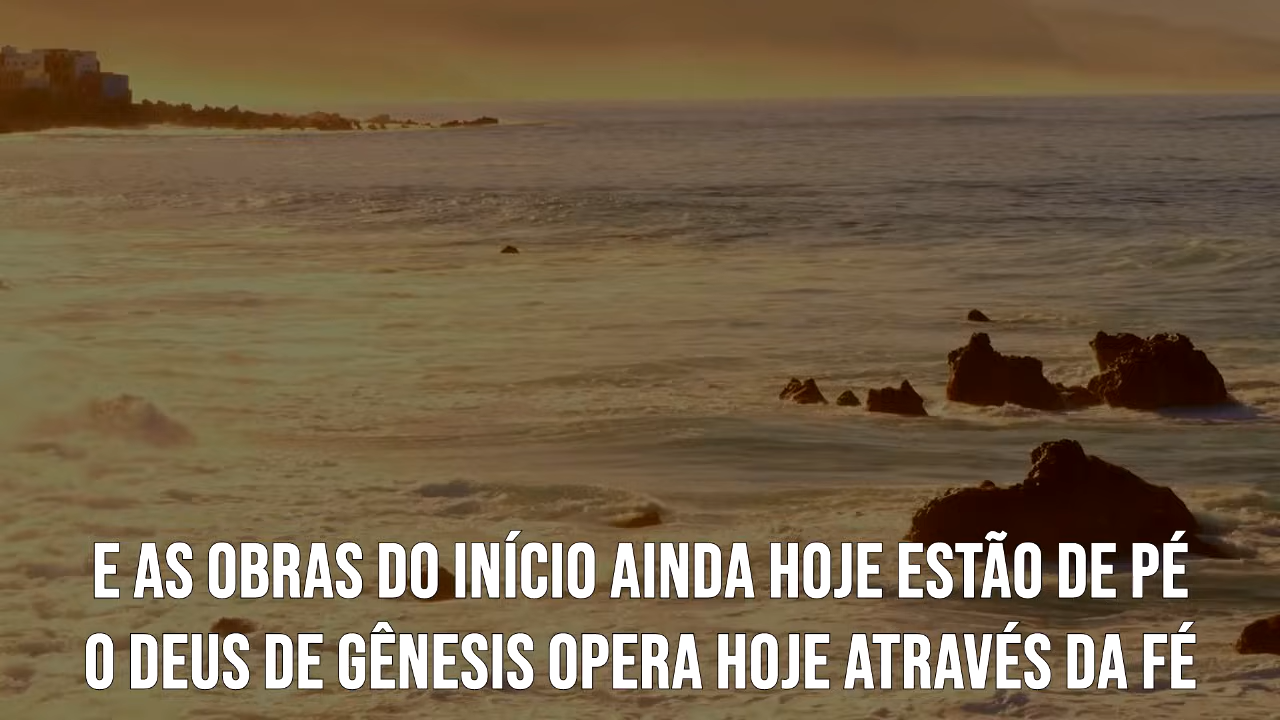 E AS OBRAS DO INÍCIO AINDA HOJE ESTÃO DE PÉ
O DEUS DE GÊNESIS OPERA HOJE ATRAVÉS DA FÉ